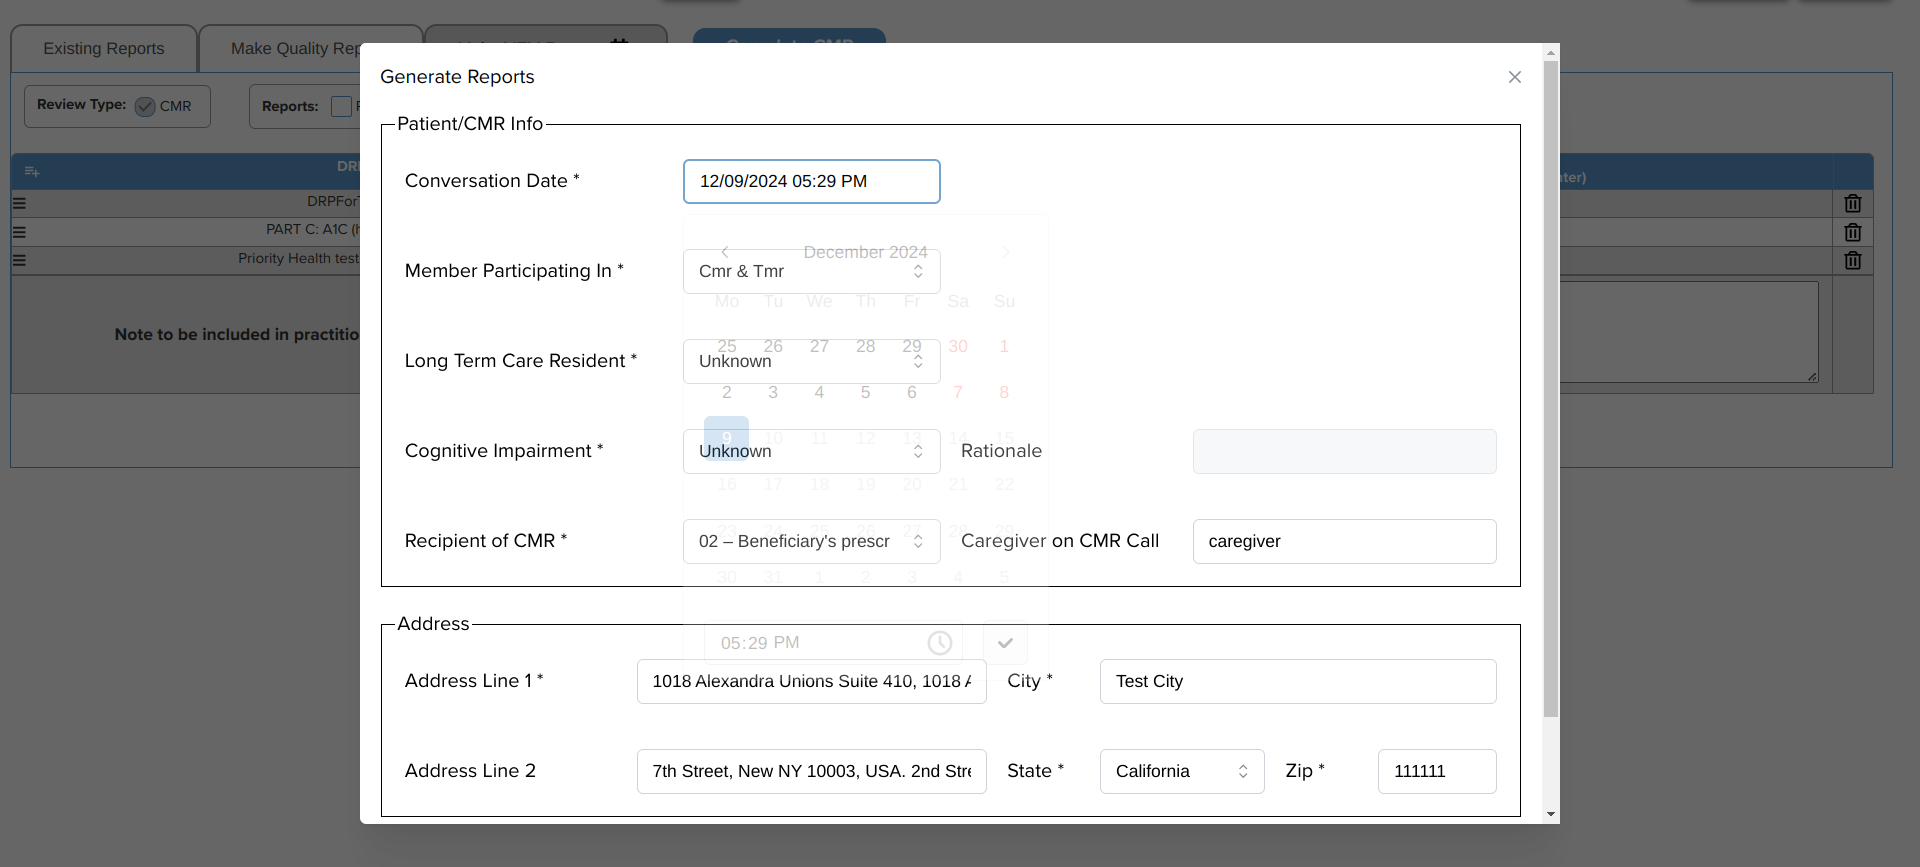 Existing Reports
Make Quality Rep
Review Type: CMR
Reports:
Generate Reports
Patient/CMR Info
Conversation Date *
12/09/2024 05:29 PM
December 2024
Member Participating In *
Cmr & Tmr
Mo Tu We Th Fr Sa Su
25 26 27 28 29 30 1
Long Term Care Resident *
Unknown
2 3 4 5 6 7 8
9 10 11 12 13 14 15
Cognitive Impairment *
Unknown
Rationale
16 17 18 19 20 21 22
23 24 25 26 27 28 29
Recipient of CMR *
02 – Beneficiary's prescr
Caregiver on CMR Call
caregiver
30 31 1 2 3 4 5
Address
05:29 PM
Address Line 1 *
1018 Alexandra Unions Suite 410, 1018 A
City *
Test City
Address Line 2
7th Street, New NY 10003, USA. 2nd Stre
State *
California
Zip *
111111
DRPForT
PART C: A1C (h
Priority Health test
Note to be included in practitio
nter)